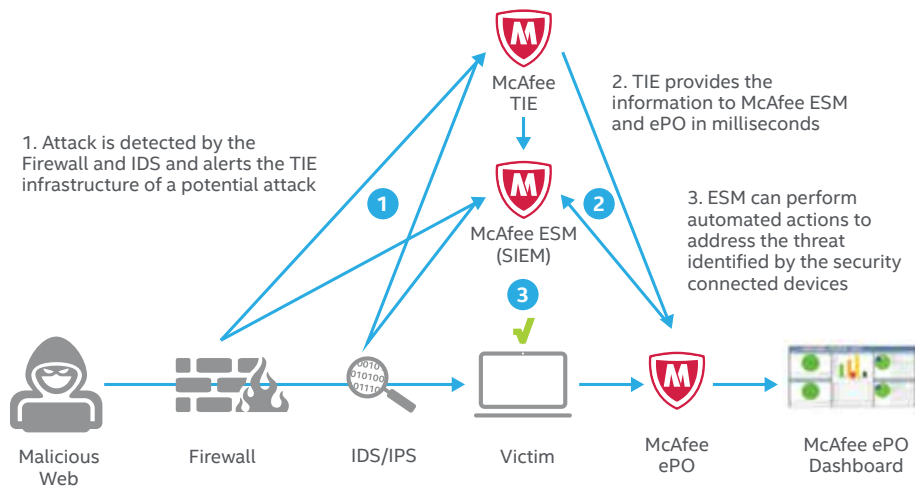 McAfee
TIE
2. TIE provides the
information to McAfee ESM
and ePO in milliseconds
1. Attack is detected by the
Firewall and IDS and alerts the TIE
infrastructure of a potential attack
1
2
McAfee ESM
(SIEM)
3. ESM can perform
automated actions to
address the threat
identified by the security
connected devices
3
0010
010100
01110
Malicious
Web
Firewall
IDS/IPS
Victim
McAfee
ePO
McAfee ePO
Dashboard